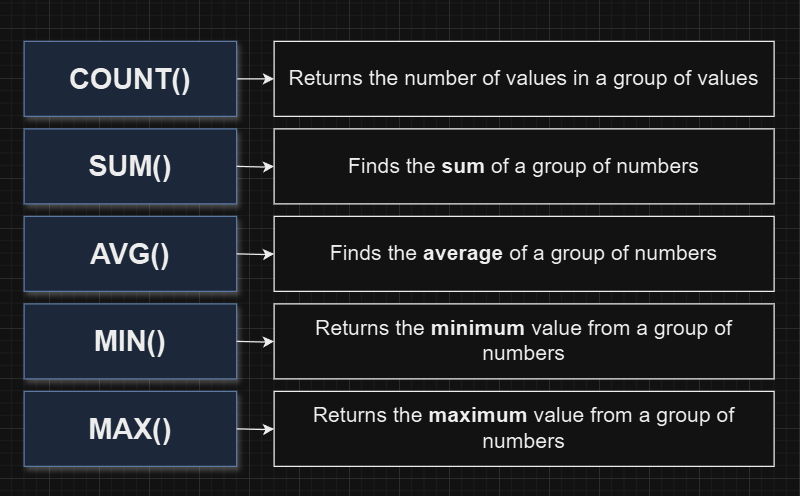 COUNT()
Returns the number of values in a group of values
SUM()
Finds the sum of a group of numbers
AVG()
Finds the average of a group of numbers
MIN()
Returns the minimum value from a group of
numbers
MAX()
Returns the maximum value from a group of
numbers